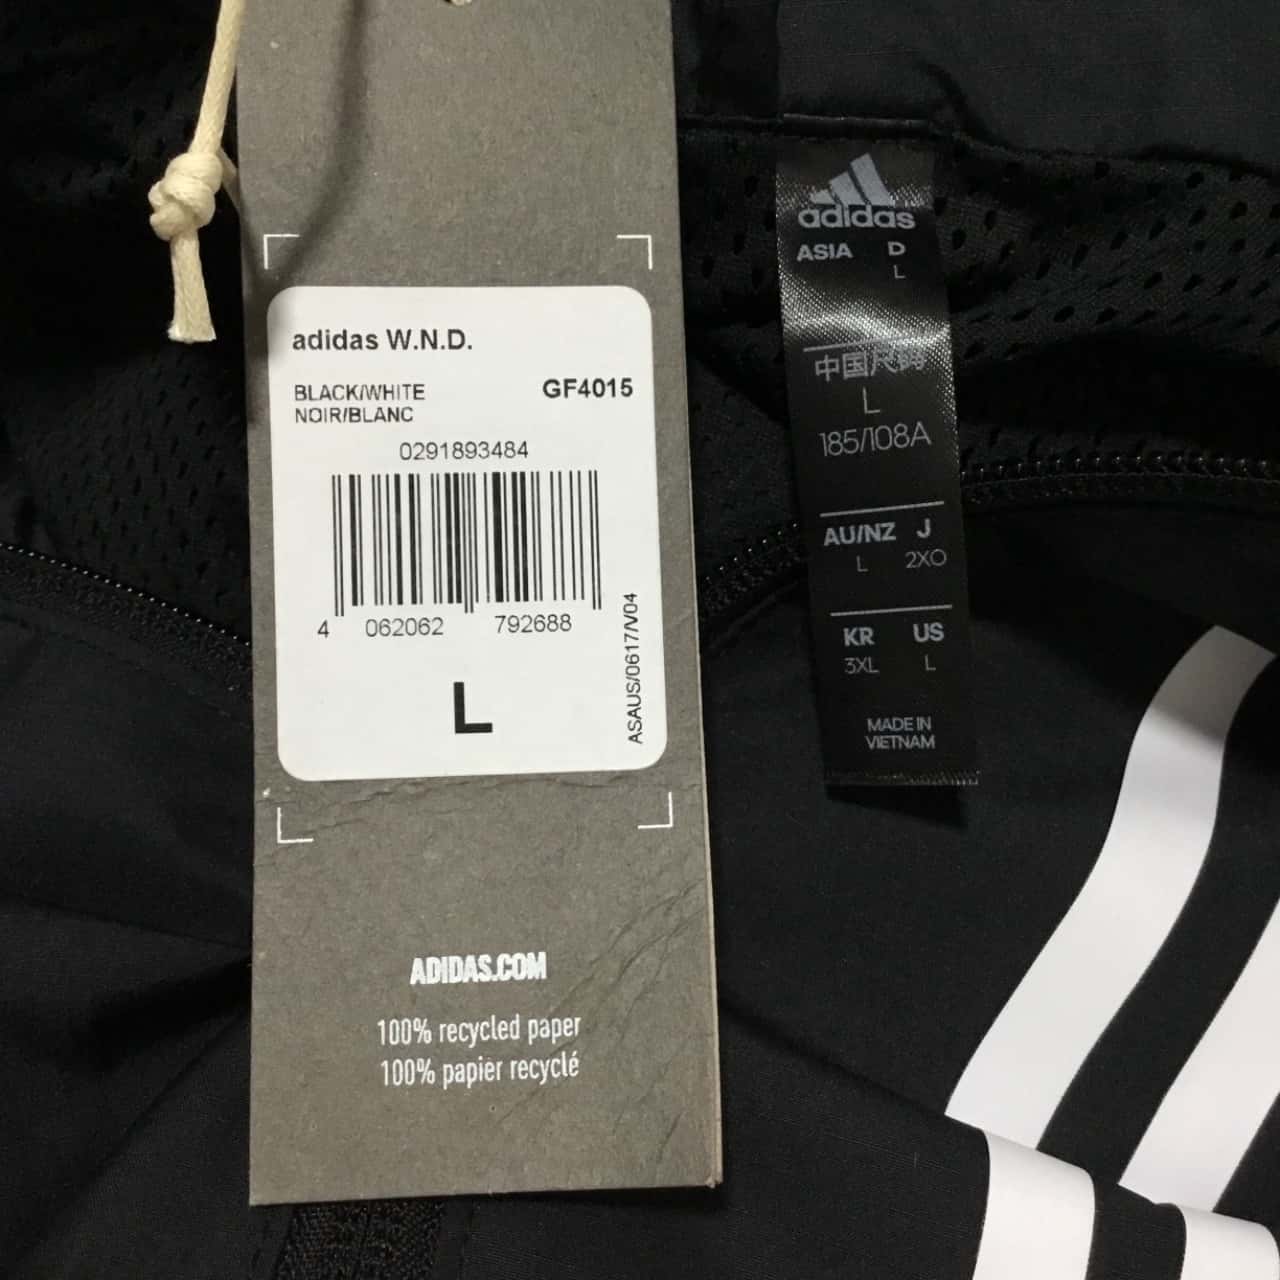 adidas W.N.D.
BLACK/WHITE
NOIR/BLANC
GF4015
0291893484
4 062062 792688
L
ASAUS/0617/V04
ADIDAS.COM
100% recycled paper
100% papier recyclé
adidas
ASIA D
L
中国尺码
L
185/108A
AU/NZ J
L 2XO
KR US
3XL L
MADE IN
VIETNAM